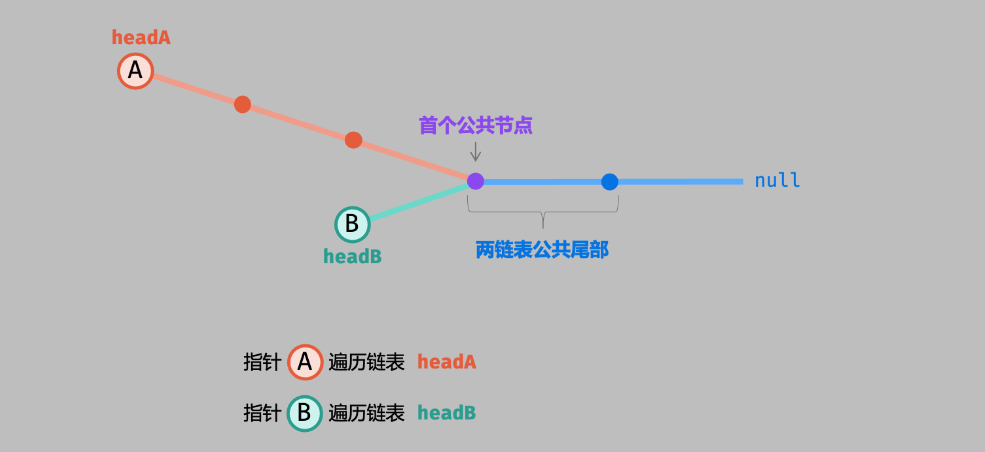 headA
A
首个公共节点
null
B
headB
两链表公共尾部
指针 A 遍历链表 headA
指针 B 遍历链表 headB